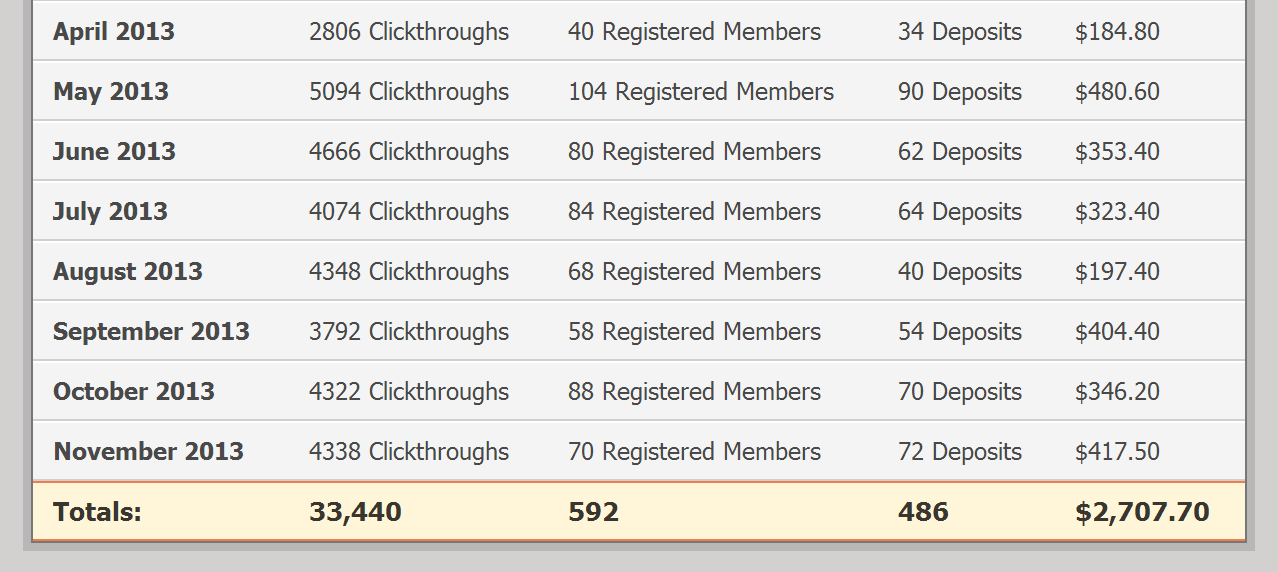 April 2013 2806 Clickthroughs 40 Registered Members 34 Deposits $184.80
May 2013 5094 Clickthroughs 104 Registered Members 90 Deposits $480.60
June 2013 4666 Clickthroughs 80 Registered Members 62 Deposits $353.40
July 2013 4074 Clickthroughs 84 Registered Members 64 Deposits $323.40
August 2013 4348 Clickthroughs 68 Registered Members 40 Deposits $197.40
September 2013 3792 Clickthroughs 58 Registered Members 54 Deposits $404.40
October 2013 4322 Clickthroughs 88 Registered Members 70 Deposits $346.20
November 2013 4338 Clickthroughs 70 Registered Members 72 Deposits $417.50
Totals: 33,440 592 486 $2,707.70